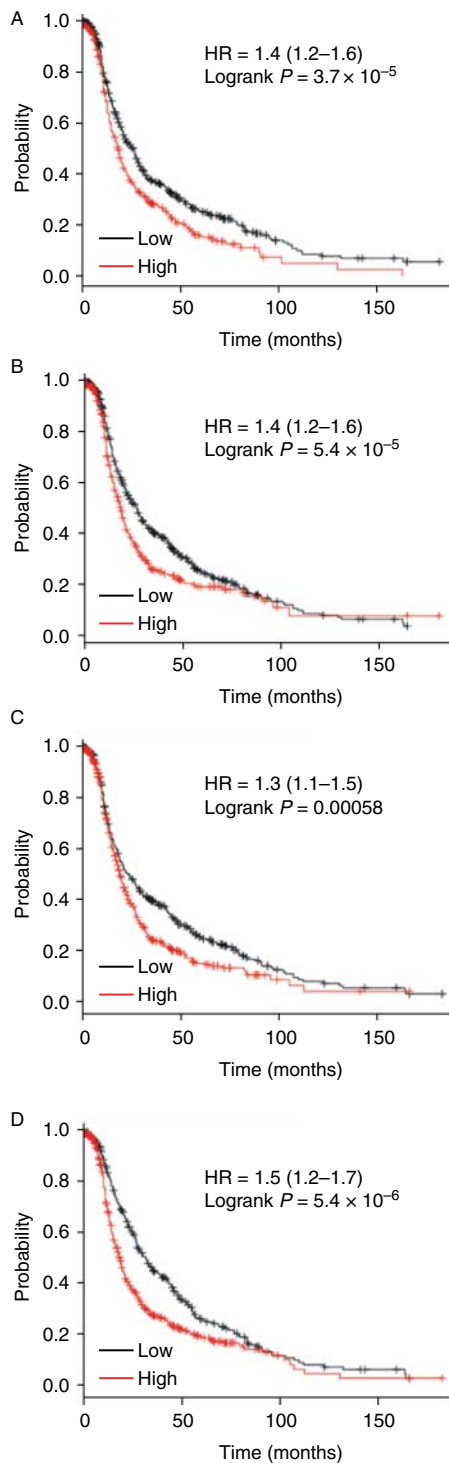 A
HR = 1.4 (1.2–1.6)
Logrank P = 3.7 × 10⁻⁵
1.0
0.8
0.6
0.4
0.2
0.0
Probability
Low
High
0 50 100 150
Time (months)
B
HR = 1.4 (1.2–1.6)
Logrank P = 5.4 × 10⁻⁵
1.0
0.8
0.6
0.4
0.2
0.0
Probability
Low
High
0 50 100 150
Time (months)
C
HR = 1.3 (1.1–1.5)
Logrank P = 0.00058
1.0
0.8
0.6
0.4
0.2
0.0
Probability
Low
High
0 50 100 150
Time (months)
D
HR = 1.5 (1.2–1.7)
Logrank P = 5.4 × 10⁻⁶
1.0
0.8
0.6
0.4
0.2
0.0
Probability
Low
High
0 50 100 150
Time (months)